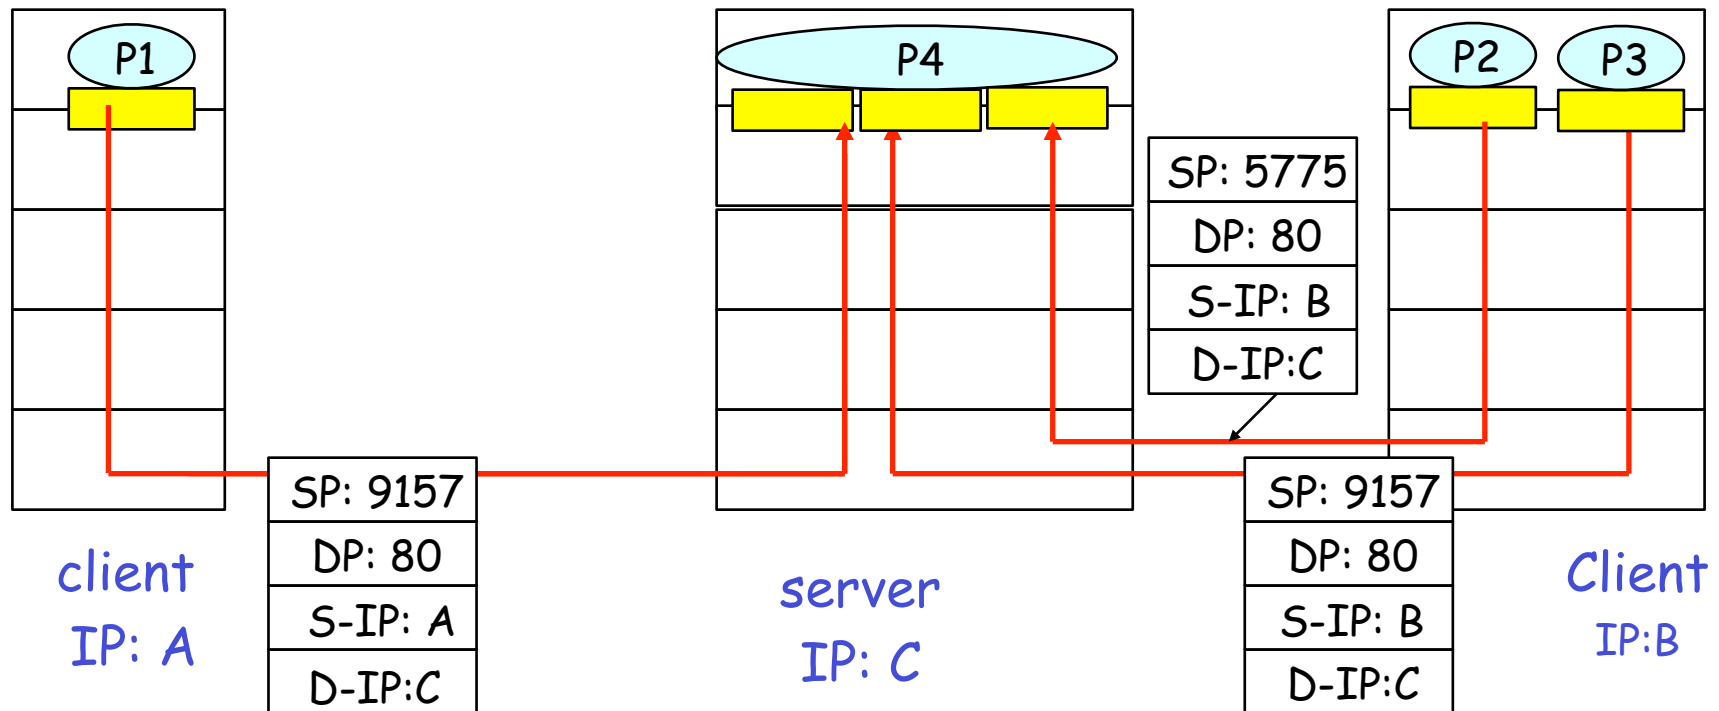 P1
P4
P2
P3
SP: 5775
DP: 80
S-IP: B
D-IP:C
SP: 9157
DP: 80
S-IP: A
D-IP:C
SP: 9157
DP: 80
S-IP: B
D-IP:C
client
IP: A
server
IP: C
Client
IP:B